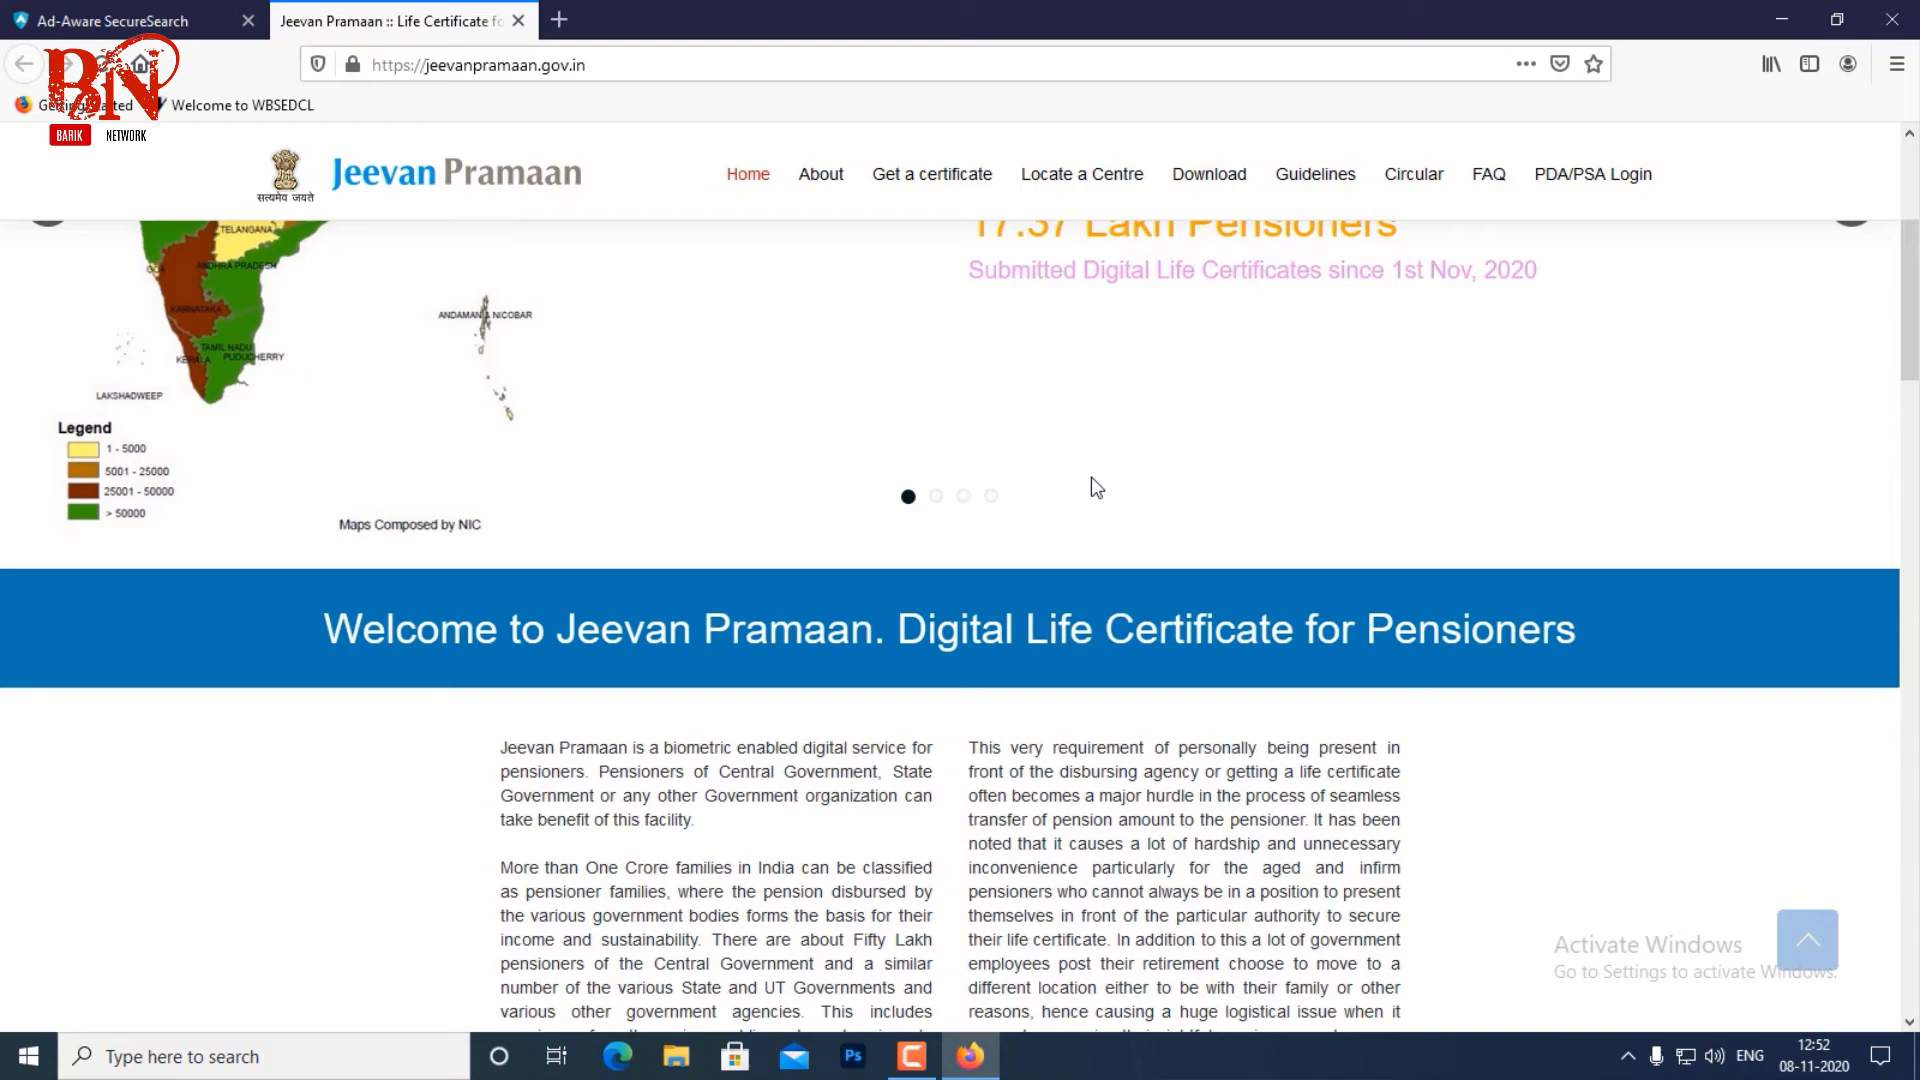 Ad-Aware SecureSearch
Jeevan Pramaan :: Life Certificate fo
https://jeevanpramaan.gov.in
Getting Started
Welcome to WBSEDCL
BN
BARIK NETWORK
सत्यमेव जयते
Jeevan Pramaan
Home About Get a certificate Locate a Centre Download Guidelines Circular FAQ PDA/PSA Login
17.37 Lakh Pensioners
Submitted Digital Life Certificates since 1st Nov, 2020
TELANGANA
GOA
ANDHRA PRADESH
KARNATAKA
ANDAMAN & NICOBAR
TAMIL NADU
KERALA
PUDUCHERRY
LAKSHADWEEP
Legend
1 - 5000
5001 - 25000
25001 - 50000
> 50000
Maps Composed by NIC
Welcome to Jeevan Pramaan. Digital Life Certificate for Pensioners
Jeevan Pramaan is a biometric enabled digital service for
pensioners. Pensioners of Central Government, State
Government or any other Government organization can
take benefit of this facility.
More than One Crore families in India can be classified
as pensioner families, where the pension disbursed by
the various government bodies forms the basis for their
income and sustainability. There are about Fifty Lakh
pensioners of the Central Government and a similar
number of the various State and UT Governments and
various other government agencies. This includes
This very requirement of personally being present in
front of the disbursing agency or getting a life certificate
often becomes a major hurdle in the process of seamless
transfer of pension amount to the pensioner. It has been
noted that it causes a lot of hardship and unnecessary
inconvenience particularly for the aged and infirm
pensioners who cannot always be in a position to present
themselves in front of the particular authority to secure
their life certificate. In addition to this a lot of government
employees post their retirement choose to move to a
different location either to be with their family or other
reasons, hence causing a huge logistical issue when it
Activate Windows
Go to Settings to activate Windows.
Type here to search
Ps
ENG
12:52
08-11-2020